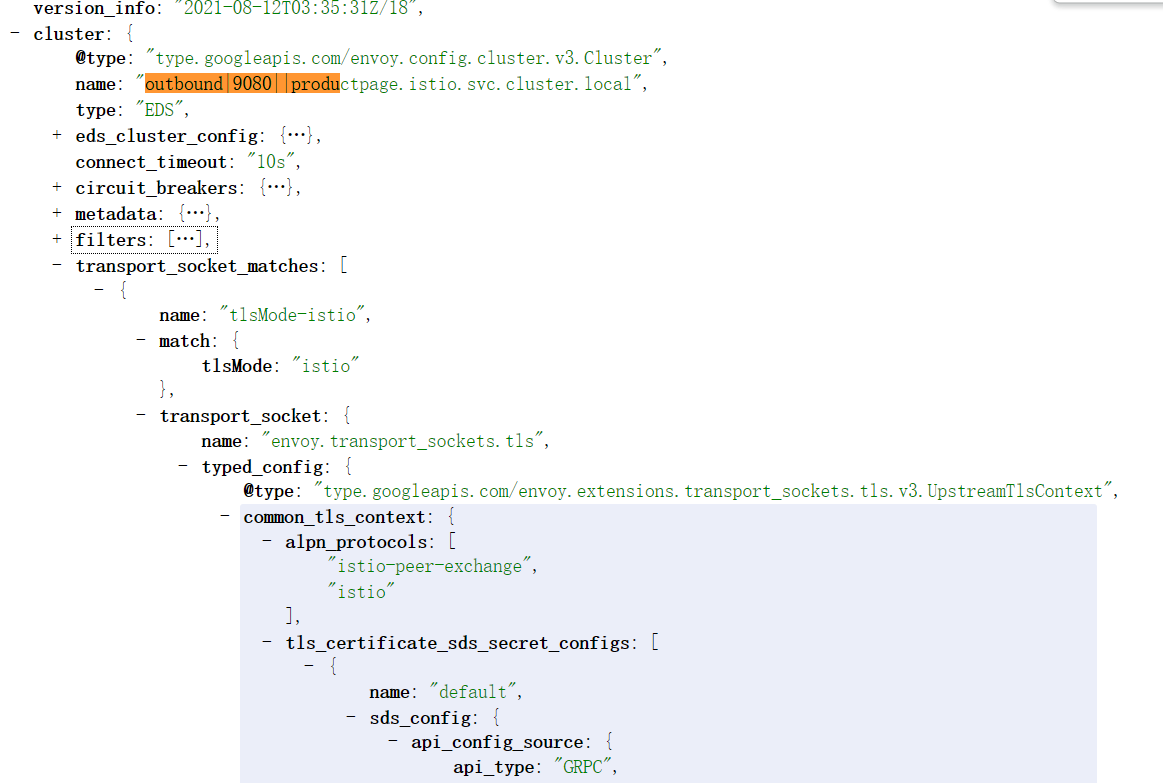 version_info: "2021-08-12T03:35:31Z/18",
- cluster: {
@type: "type.googleapis.com/envoy.config.cluster.v3.Cluster",
name: "outbound|9080||productpage.istio.svc.cluster.local",
type: "EDS",
+ eds_cluster_config: {…},
connect_timeout: "10s",
+ circuit_breakers: {…},
+ metadata: {…},
+ filters: […],
- transport_socket_matches: [
- {
name: "tlsMode-istio",
- match: {
tlsMode: "istio"
},
- transport_socket: {
name: "envoy.transport_sockets.tls",
- typed_config: {
@type: "type.googleapis.com/envoy.extensions.transport_sockets.tls.v3.UpstreamTlsContext",
- common_tls_context: {
- alpn_protocols: [
"istio-peer-exchange",
"istio"
],
- tls_certificate_sds_secret_configs: [
- {
name: "default",
- sds_config: {
- api_config_source: {
api_type: "GRPC",